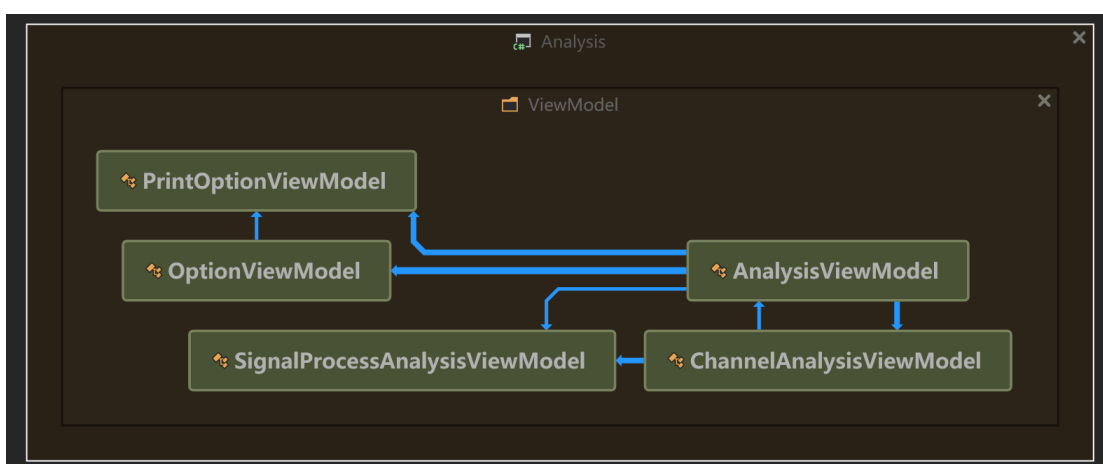 C# Analysis
ViewModel
PrintOptionViewModel
OptionViewModel
AnalysisViewModel
SignalProcessAnalysisViewModel
ChannelAnalysisViewModel